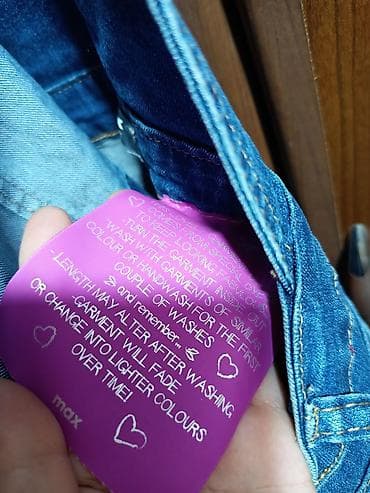 TO KEEP LOOKING
TURN THE GARMENT INSIDE OUT
WASH WITH GARMENTS OF SIMILAR
COLOUR OR HANDWASH FOR THE FIRST
COUPLE OF WASHES
and remember...
LENGTH MAY ALTER AFTER WASHING,
GARMENT WILL FADE
OR CHANGE INTO LIGHTER COLOURS
OVER TIME!
max